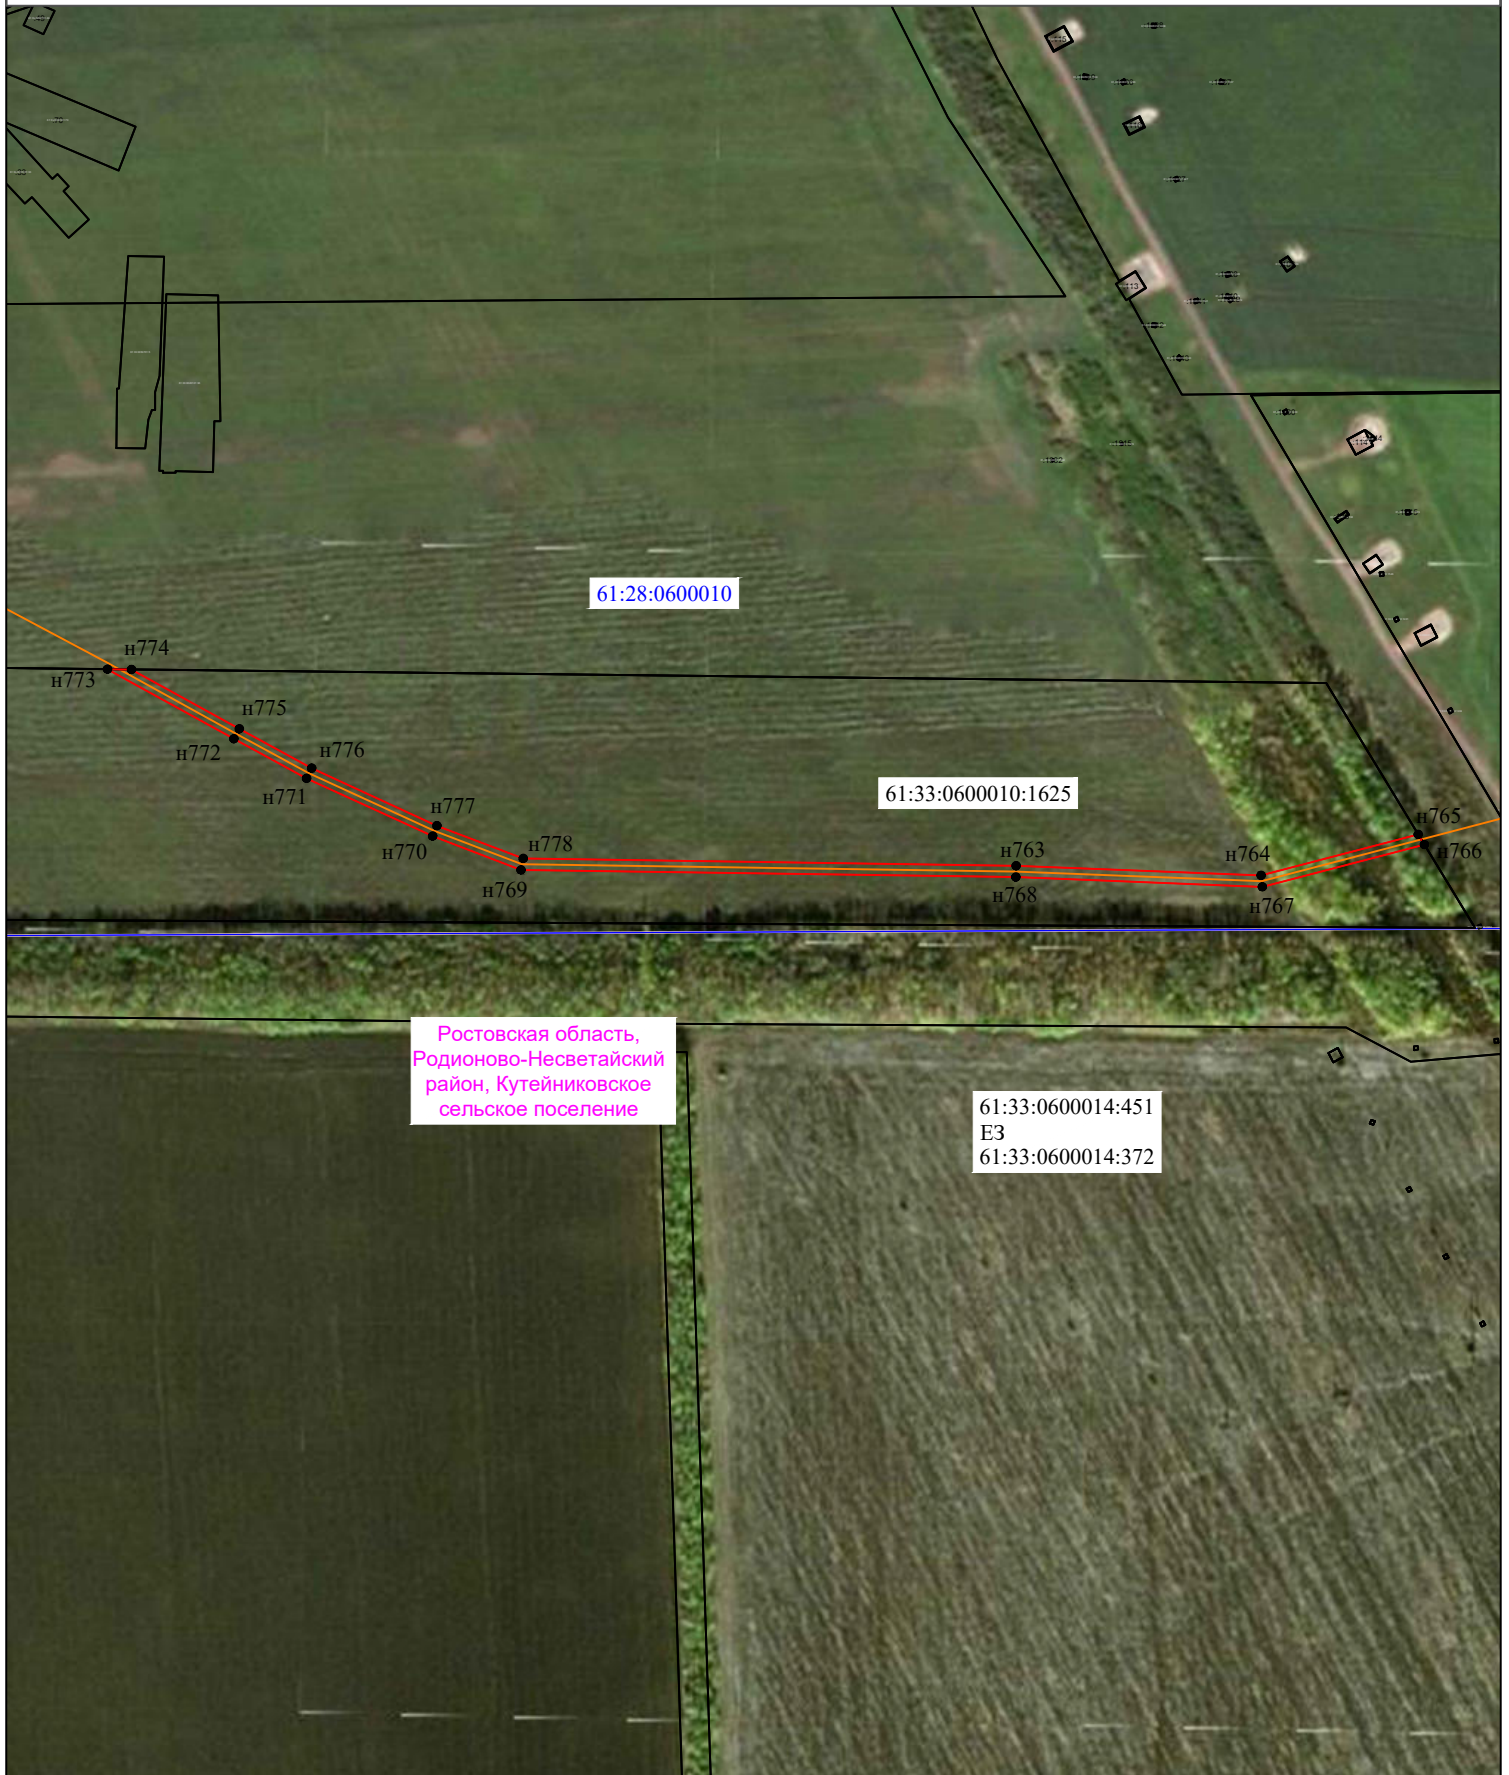 61:28:0600010
н774
н773
н775
н772
н776
н771
61:33:0600010:1625
н777
н765
н770
н778
н766
н763
н764
н769
н768
н767
Ростовская область,
Родионово-Несветайский
район, Кутейниковское
сельское поселение
61:33:0600014:451
ЕЗ
61:33:0600014:372